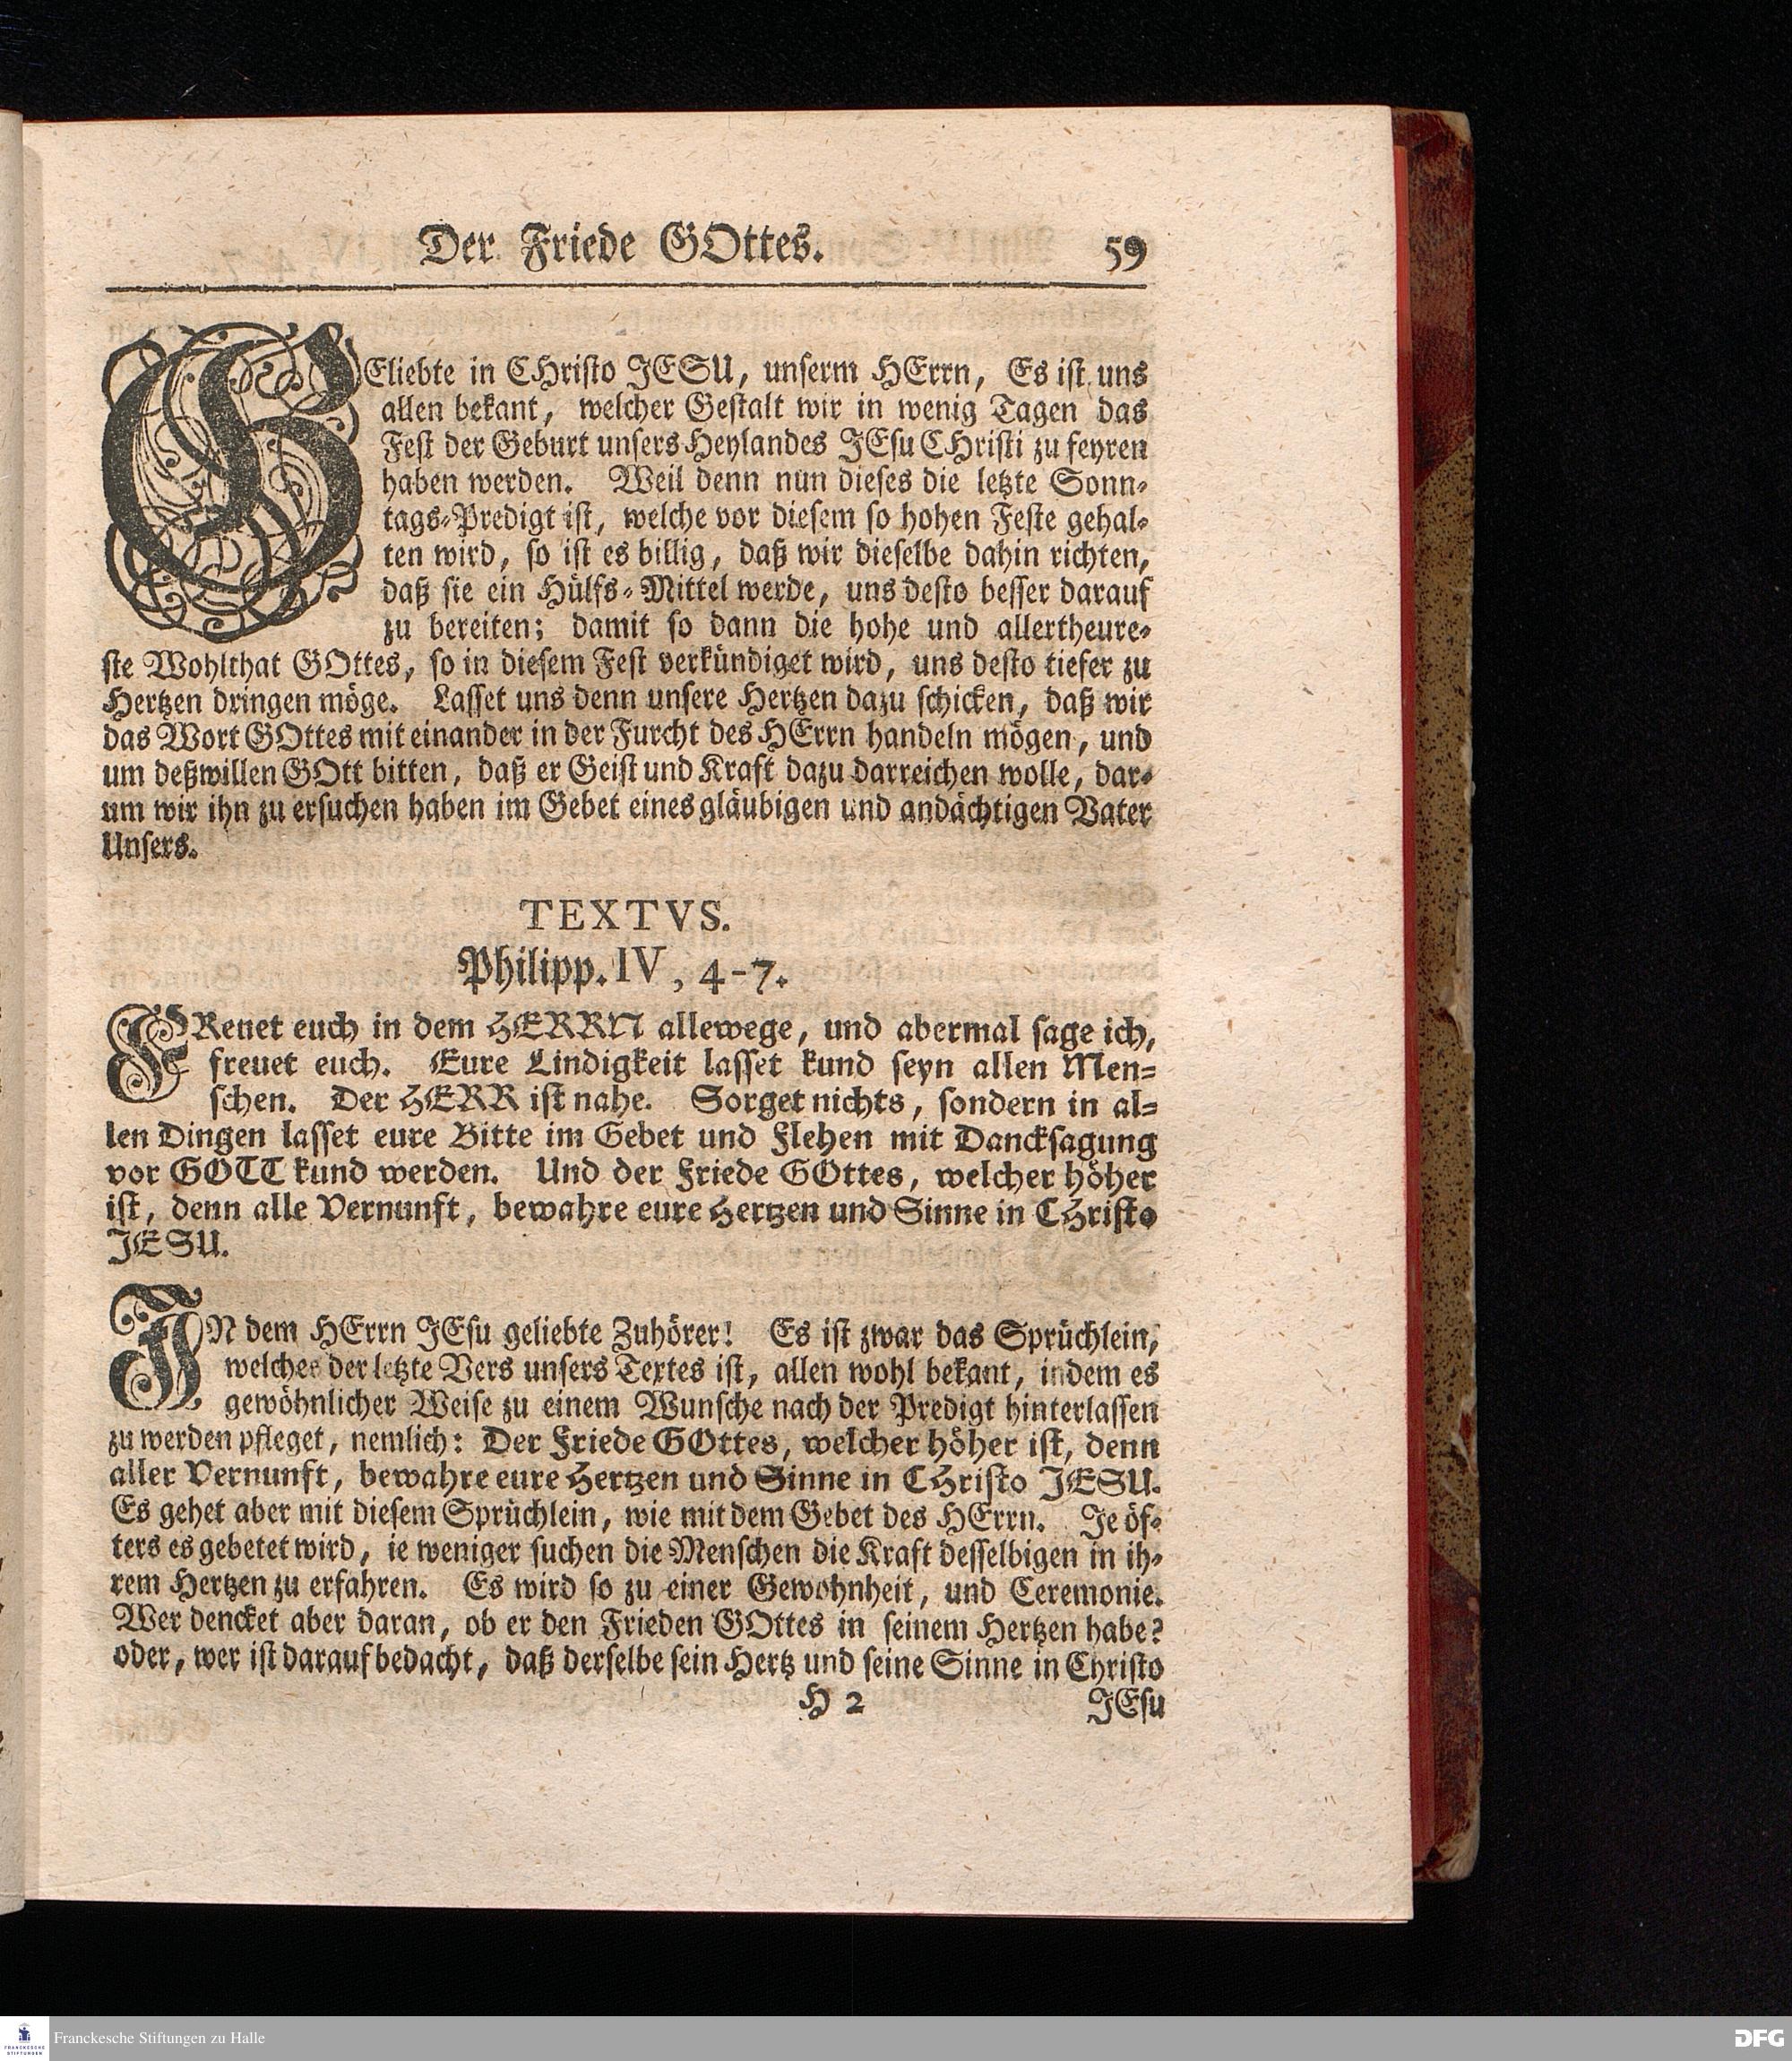 Der Friede GOttes. 59
GEliebte in CHristo JESU, unserm HErrn, Es ist uns
allen bekant, welcher Gestalt wir in wenig Tagen das
Fest der Geburt unsers Heylandes JEsu CHristi zu feyren
haben werden. Weil denn nun dieses die letzte Sonn-
tags-Predigt ist, welche vor diesem so hohen Feste gehal-
ten wird, so ist es billig, daß wir dieselbe dahin richten,
daß sie ein Hülfs-Mittel werde, uns desto besser darauf
zu bereiten; damit so dann die hohe und allertheure-
ste Wohlthat GOttes, so in diesem Fest verkündiget wird, uns desto tiefer zu
Hertzen dringen möge. Lasset uns denn unsere Hertzen dazu schicken, daß wir
das Wort GOttes mit einander in der Furcht des HErrn handeln mögen, und
um deßwillen GOtt bitten, daß er Geist und Kraft dazu darreichen wolle, dar-
um wir ihn zu ersuchen haben im Gebet eines gläubigen und andächtigen Vater
Unsers.
TEXTVS.
Philipp. IV, 4-7.
FReuet euch in dem HERRN allewege, und abermal sage ich,
freuet euch. Eure Lindigkeit lasset kund seyn allen Men-
schen. Der HERR ist nahe. Sorget nichts, sondern in al-
len Dingen lasset eure Bitte im Gebet und Flehen mit Dancksagung
vor GOTT kund werden. Und der Friede GOttes, welcher höher
ist, denn alle Vernunft, bewahre eure Hertzen und Sinne in CHristo
JESU.
JN dem HErrn JEsu geliebte Zuhörer! Es ist zwar das Sprüchlein,
welches der letzte Vers unsers Textes ist, allen wohl bekant, indem es
gewöhnlicher Weise zu einem Wunsche nach der Predigt hinterlassen
zu werden pfleget, nemlich: Der Friede GOttes, welcher höher ist, denn
aller Vernunft, bewahre eure Hertzen und Sinne in CHristo JESU.
Es gehet aber mit diesem Sprüchlein, wie mit dem Gebet des HErrn. Je öf-
ters es gebetet wird, ie weniger suchen die Menschen die Kraft desselbigen in ih-
rem Hertzen zu erfahren. Es wird so zu einer Gewohnheit, und Ceremonie.
Wer dencket aber daran, ob er den Frieden GOttes in seinem Hertzen habe?
oder, wer ist darauf bedacht, daß derselbe sein Hertz und seine Sinne in Christo
H 2 JEsu
FRANCKESCHE
STIFTUNGEN
Franckesche Stiftungen zu Halle
DFG